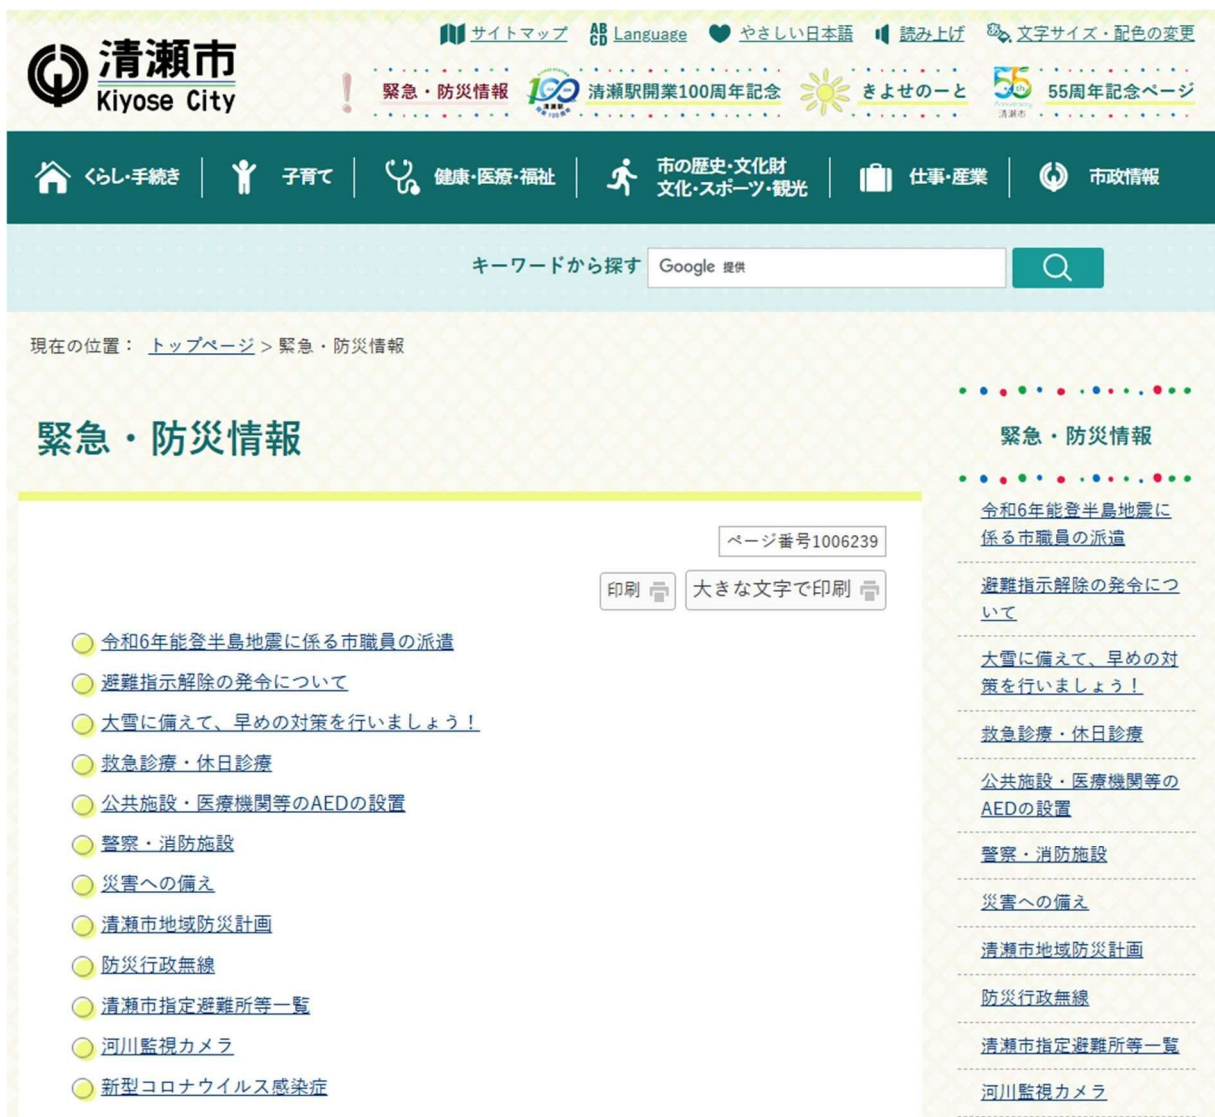 清瀬市
Kiyose City
サイトマップ
ABCD Language
やさしい日本語
読み上げ
文字サイズ・配色の変更
緊急・防災情報
清瀬駅開業100周年記念
きよせのーと
55周年記念ページ
くらし・手続き
子育て
健康・医療・福祉
市の歴史・文化財
文化・スポーツ・観光
仕事・産業
市政情報
キーワードから探す
Google 提供
現在の位置： トップページ > 緊急・防災情報
緊急・防災情報
ページ番号1006239
印刷
大きな文字で印刷
令和6年能登半島地震に係る市職員の派遣
避難指示解除の発令について
大雪に備えて、早めの対策を行いましょう！
救急診療・休日診療
公共施設・医療機関等のAEDの設置
警察・消防施設
災害への備え
清瀬市地域防災計画
防災行政無線
清瀬市指定避難所等一覧
河川監視カメラ
新型コロナウイルス感染症
緊急・防災情報
令和6年能登半島地震に
係る市職員の派遣
避難指示解除の発令につ
いて
大雪に備えて、早めの対
策を行いましょう！
救急診療・休日診療
公共施設・医療機関等の
AEDの設置
警察・消防施設
災害への備え
清瀬市地域防災計画
防災行政無線
清瀬市指定避難所等一覧
河川監視カメラ